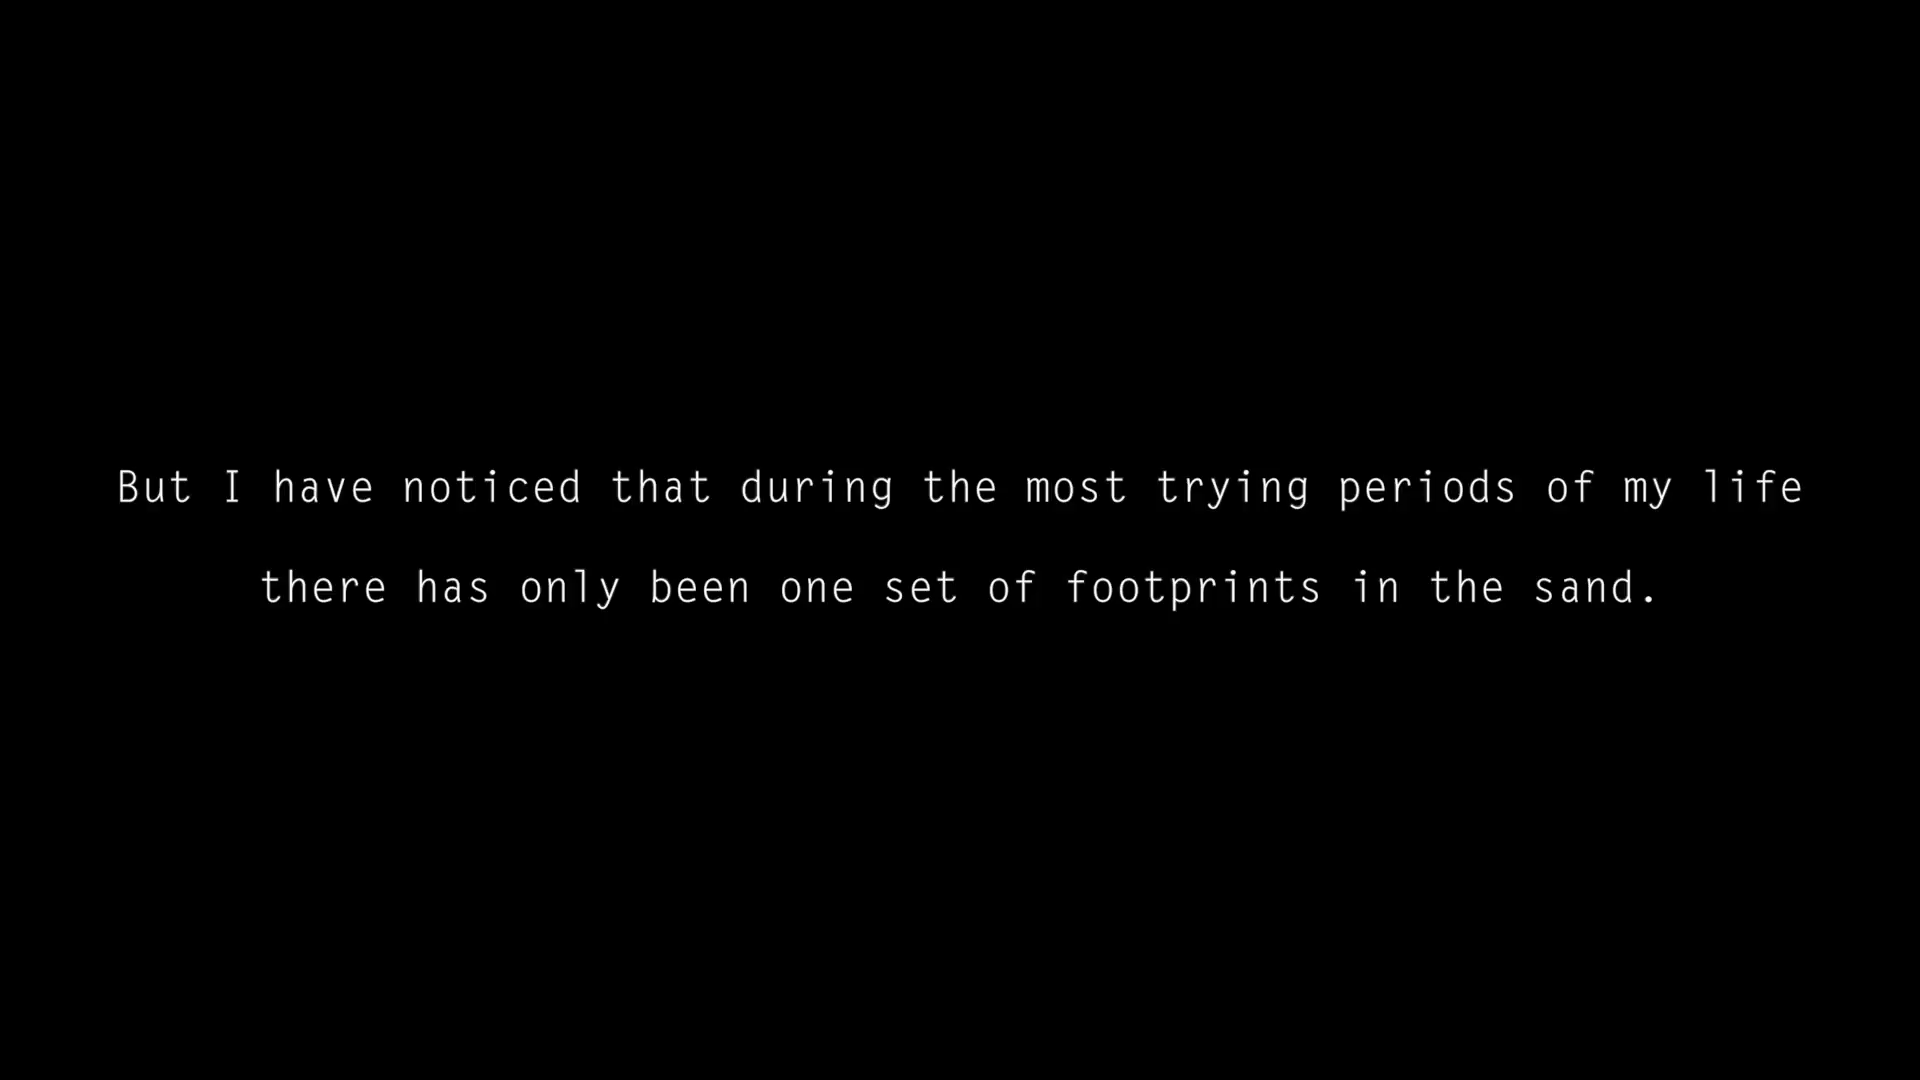 But I have noticed that during the most trying periods of my life
there has only been one set of footprints in the sand.